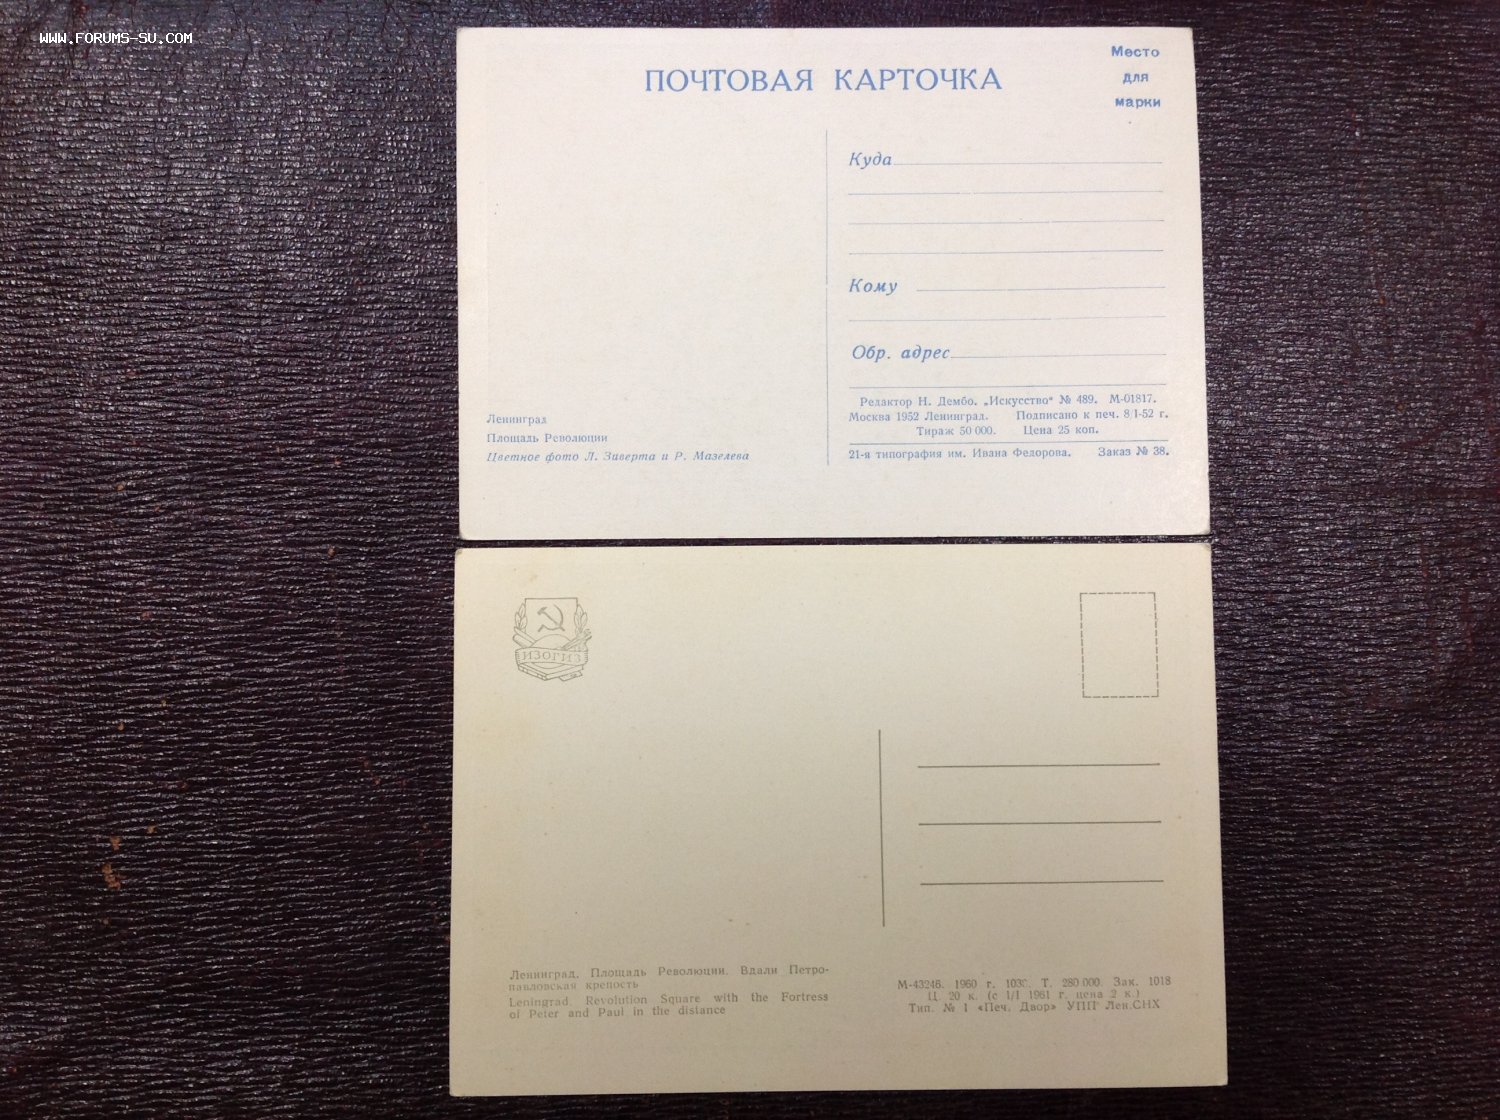 WWW.FORUMS-SU.COM
ПОЧТОВАЯ КАРТОЧКА
Место
для
марки
Куда
Кому
Обр. адрес
Ленинград
Площадь Революции
Цветное фото Л. Зиверта и Р. Мазелева
Редактор Н. Дембо. „Искусство" № 489. М-01817.
Москва 1952 Ленинград. Подписано к печ. 8/I-52 г.
Тираж 50 000. Цена 25 коп.
21-я типография им. Ивана Федорова. Заказ № 38.
ИЗОГИЗ
Ленинград. Площадь Революции. Вдали Петро-
павловская крепость
Leningrad. Revolution Square with the Fortress
of Peter and Paul in the distance
М-43246. 1960 г. Т. 280 000. Зак. 1018
Ц. 20 к. (с 1/I 1961 г. цена 2 к.)
Тип. № 1 «Печ. Двор» УПП Лен.СНХ